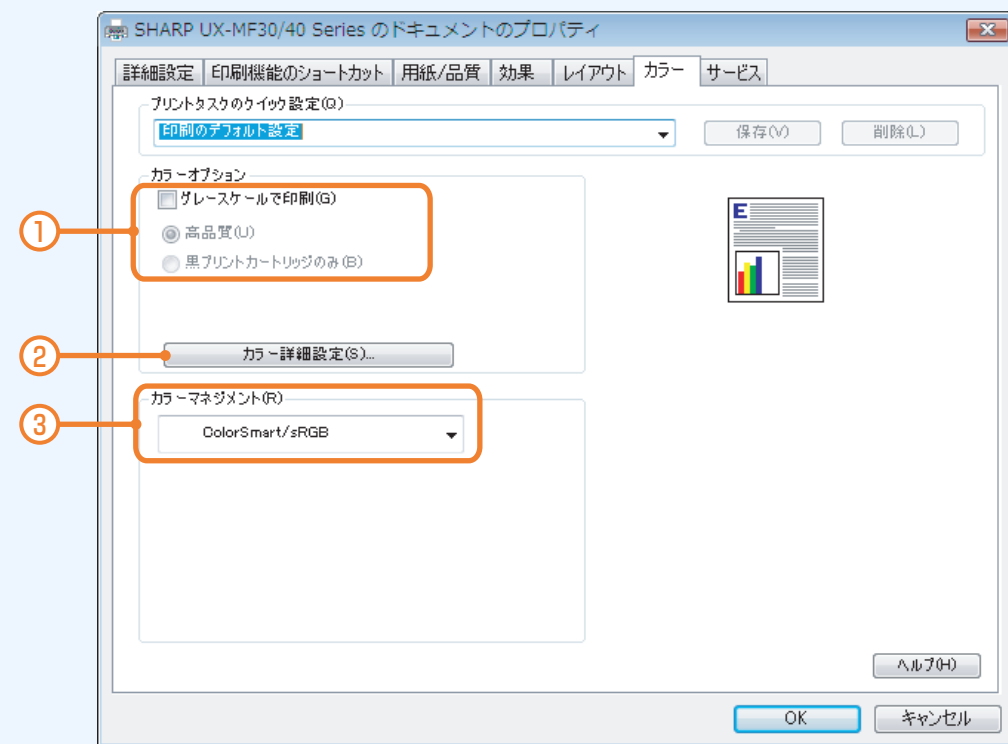 SHARP UX-MF30/40 Series のドキュメントのプロパティ
詳細設定 印刷機能のショートカット 用紙/品質 効果 レイアウト カラー サービス
プリントタスクのクイック設定(Q)
印刷のデフォルト設定 保存(V) 削除(L)
カラーオプション
① グレースケールで印刷(G)
高品質(U)
黒プリントカートリッジのみ(B)
E
② カラー詳細設定(S)...
カラーマネジメント(R)
③ ColorSmart/sRGB
ヘルプ(H)
OK キャンセル